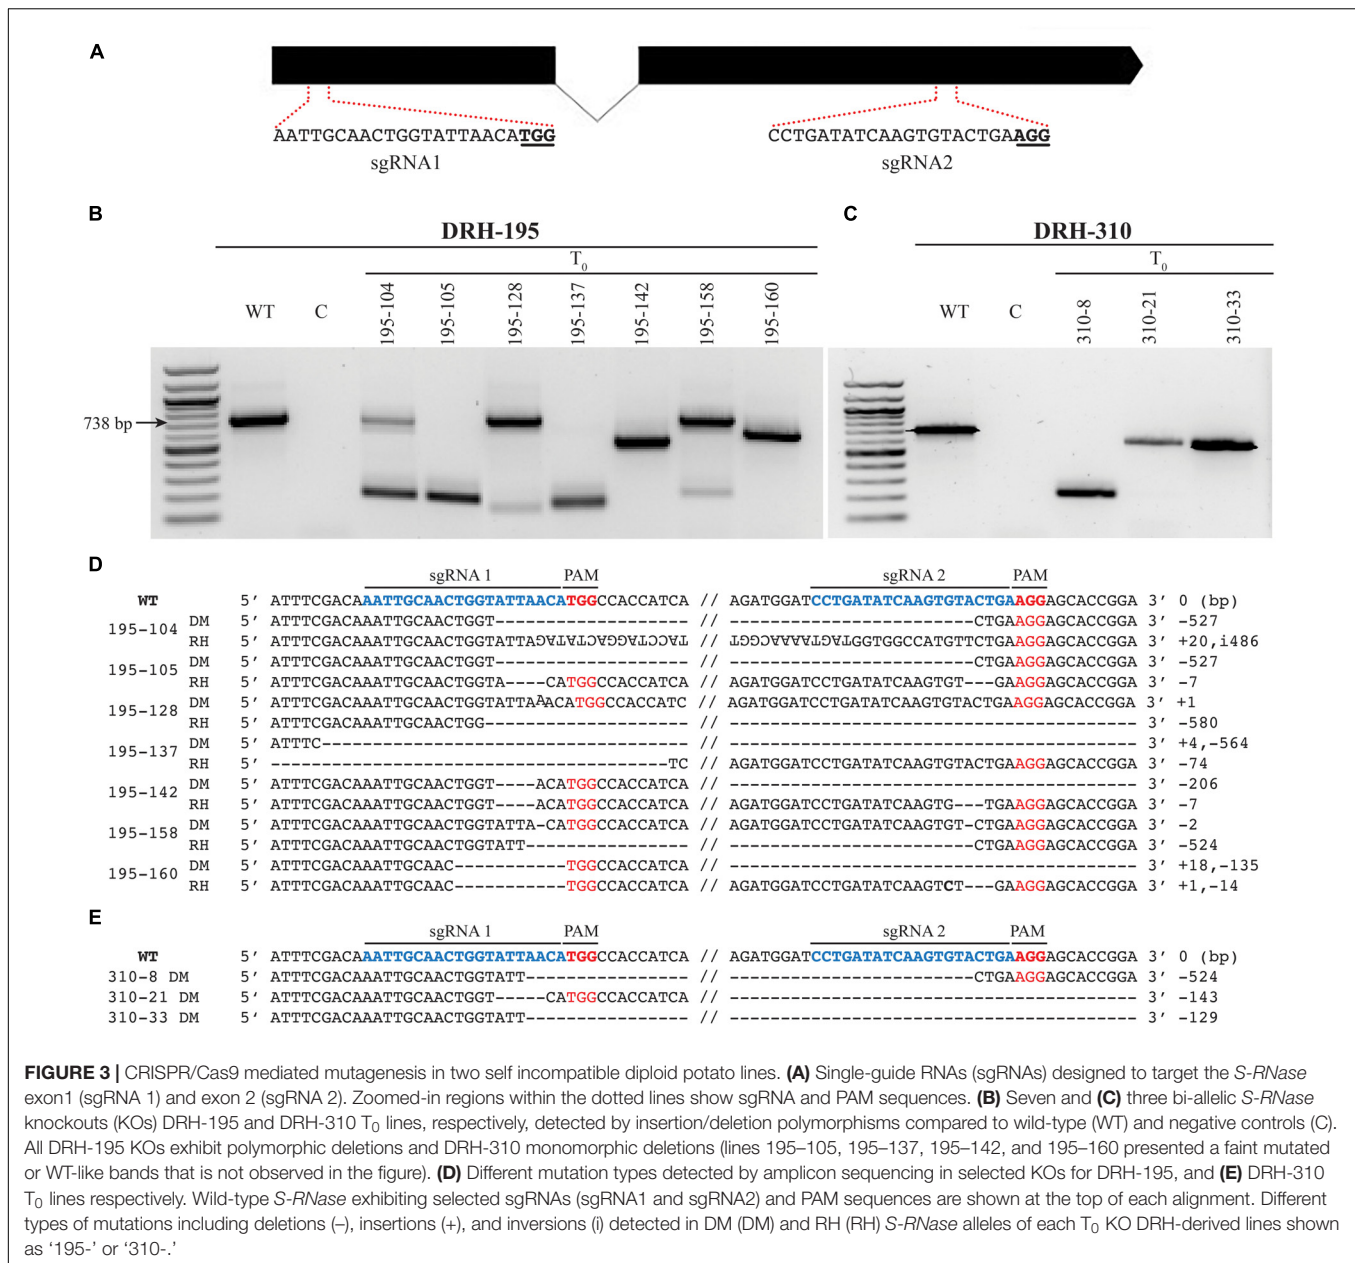 A
AATTGCAACTGGTATTAACATGG
sgRNA1
CCTGATATCAAGTGTACTGAAGG
sgRNA2
B
DRH-195
T0
WT
C
195-104
195-105
195-128
195-137
195-142
195-158
195-160
738 bp
C
DRH-310
T0
WT
C
310-8
310-21
310-33
D
sgRNA 1 PAM sgRNA 2 PAM
WT 5′ ATTTCGACAAATTGCAACTGGTATTAACATGGCCACCATCA // AGATGGATCCTGATATCAAGTGTACTGAAGGAGCACCGGA 3′ 0 (bp)
195-104 DM 5′ ATTTCGACAAATTGCAACTGGT------------------- // ------------------------CTGAAGGAGCACCGGA 3′ -527
RH 5′ ATTTCGACAAATTGCAACTGGTATTAGATATCAGGATCCAT // TGGCAAAATGATGGTGGCCATGTTCTGAAGGAGCACCGGA 3′ +20,i486
195-105 DM 5′ ATTTCGACAAATTGCAACTGGT------------------- // ------------------------CTGAAGGAGCACCGGA 3′ -527
RH 5′ ATTTCGACAAATTGCAACTGGTA----CATGGCCACCATCA // AGATGGATCCTGATATCAAGTGT---GAAGGAGCACCGGA 3′ -7
195-128 DM 5′ ATTTCGACAAATTGCAACTGGTATTAAACATGGCCACCATC // AGATGGATCCTGATATCAAGTGTACTGAAGGAGCACCGGA 3′ +1
RH 5′ ATTTCGACAAATTGCAACTGG-------------------- // ---------------------------------------- 3′ -580
195-137 DM 5′ ATTTC------------------------------------ // ---------------------------------------- 3′ +4,-564
RH 5′ ---------------------------------------TC // AGATGGATCCTGATATCAAGTGTACTGAAGGAGCACCGGA 3′ -74
195-142 DM 5′ ATTTCGACAAATTGCAACTGGT----ACATGGCCACCATCA // ---------------------------------------- 3′ -206
RH 5′ ATTTCGACAAATTGCAACTGGT----ACATGGCCACCATCA // AGATGGATCCTGATATCAAGTG---TGAAGGAGCACCGGA 3′ -7
195-158 DM 5′ ATTTCGACAAATTGCAACTGGTATTA-CATGGCCACCATCA // AGATGGATCCTGATATCAAGTGT-CTGAAGGAGCACCGGA 3′ -2
RH 5′ ATTTCGACAAATTGCAACTGGTATT---------------- // ------------------------CTGAAGGAGCACCGGA 3′ -524
195-160 DM 5′ ATTTCGACAAATTGCAAC-----------TGGCCACCATCA // ---------------------------------------- 3′ +18,-135
RH 5′ ATTTCGACAAATTGCAAC-----------TGGCCACCATCA // AGATGGATCCTGATATCAAGTCT---GAAGGAGCACCGGA 3′ +1,-14
E
sgRNA 1 PAM sgRNA 2 PAM
WT 5′ ATTTCGACAAATTGCAACTGGTATTAACATGGCCACCATCA // AGATGGATCCTGATATCAAGTGTACTGAAGGAGCACCGGA 3′ 0 (bp)
310-8 DM 5′ ATTTCGACAAATTGCAACTGGTATT---------------- // ------------------------CTGAAGGAGCACCGGA 3′ -524
310-21 DM 5′ ATTTCGACAAATTGCAACTGGT-----CATGGCCACCATCA // ---------------------------------------- 3′ -143
310-33 DM 5′ ATTTCGACAAATTGCAACTGGTATT---------------- // ---------------------------------------- 3′ -129
FIGURE 3 | CRISPR/Cas9 mediated mutagenesis in two self incompatible diploid potato lines. (A) Single-guide RNAs (sgRNAs) designed to target the S-RNase
exon1 (sgRNA 1) and exon 2 (sgRNA 2). Zoomed-in regions within the dotted lines show sgRNA and PAM sequences. (B) Seven and (C) three bi-allelic S-RNase
knockouts (KOs) DRH-195 and DRH-310 T0 lines, respectively, detected by insertion/deletion polymorphisms compared to wild-type (WT) and negative controls (C).
All DRH-195 KOs exhibit polymorphic deletions and DRH-310 monomorphic deletions (lines 195–105, 195–137, 195–142, and 195–160 presented a faint mutated
or WT-like bands that is not observed in the figure). (D) Different mutation types detected by amplicon sequencing in selected KOs for DRH-195, and (E) DRH-310
T0 lines respectively. Wild-type S-RNase exhibiting selected sgRNAs (sgRNA1 and sgRNA2) and PAM sequences are shown at the top of each alignment. Different
types of mutations including deletions (–), insertions (+), and inversions (i) detected in DM (DM) and RH (RH) S-RNase alleles of each T0 KO DRH-derived lines shown
as ‘195-’ or ‘310-.’